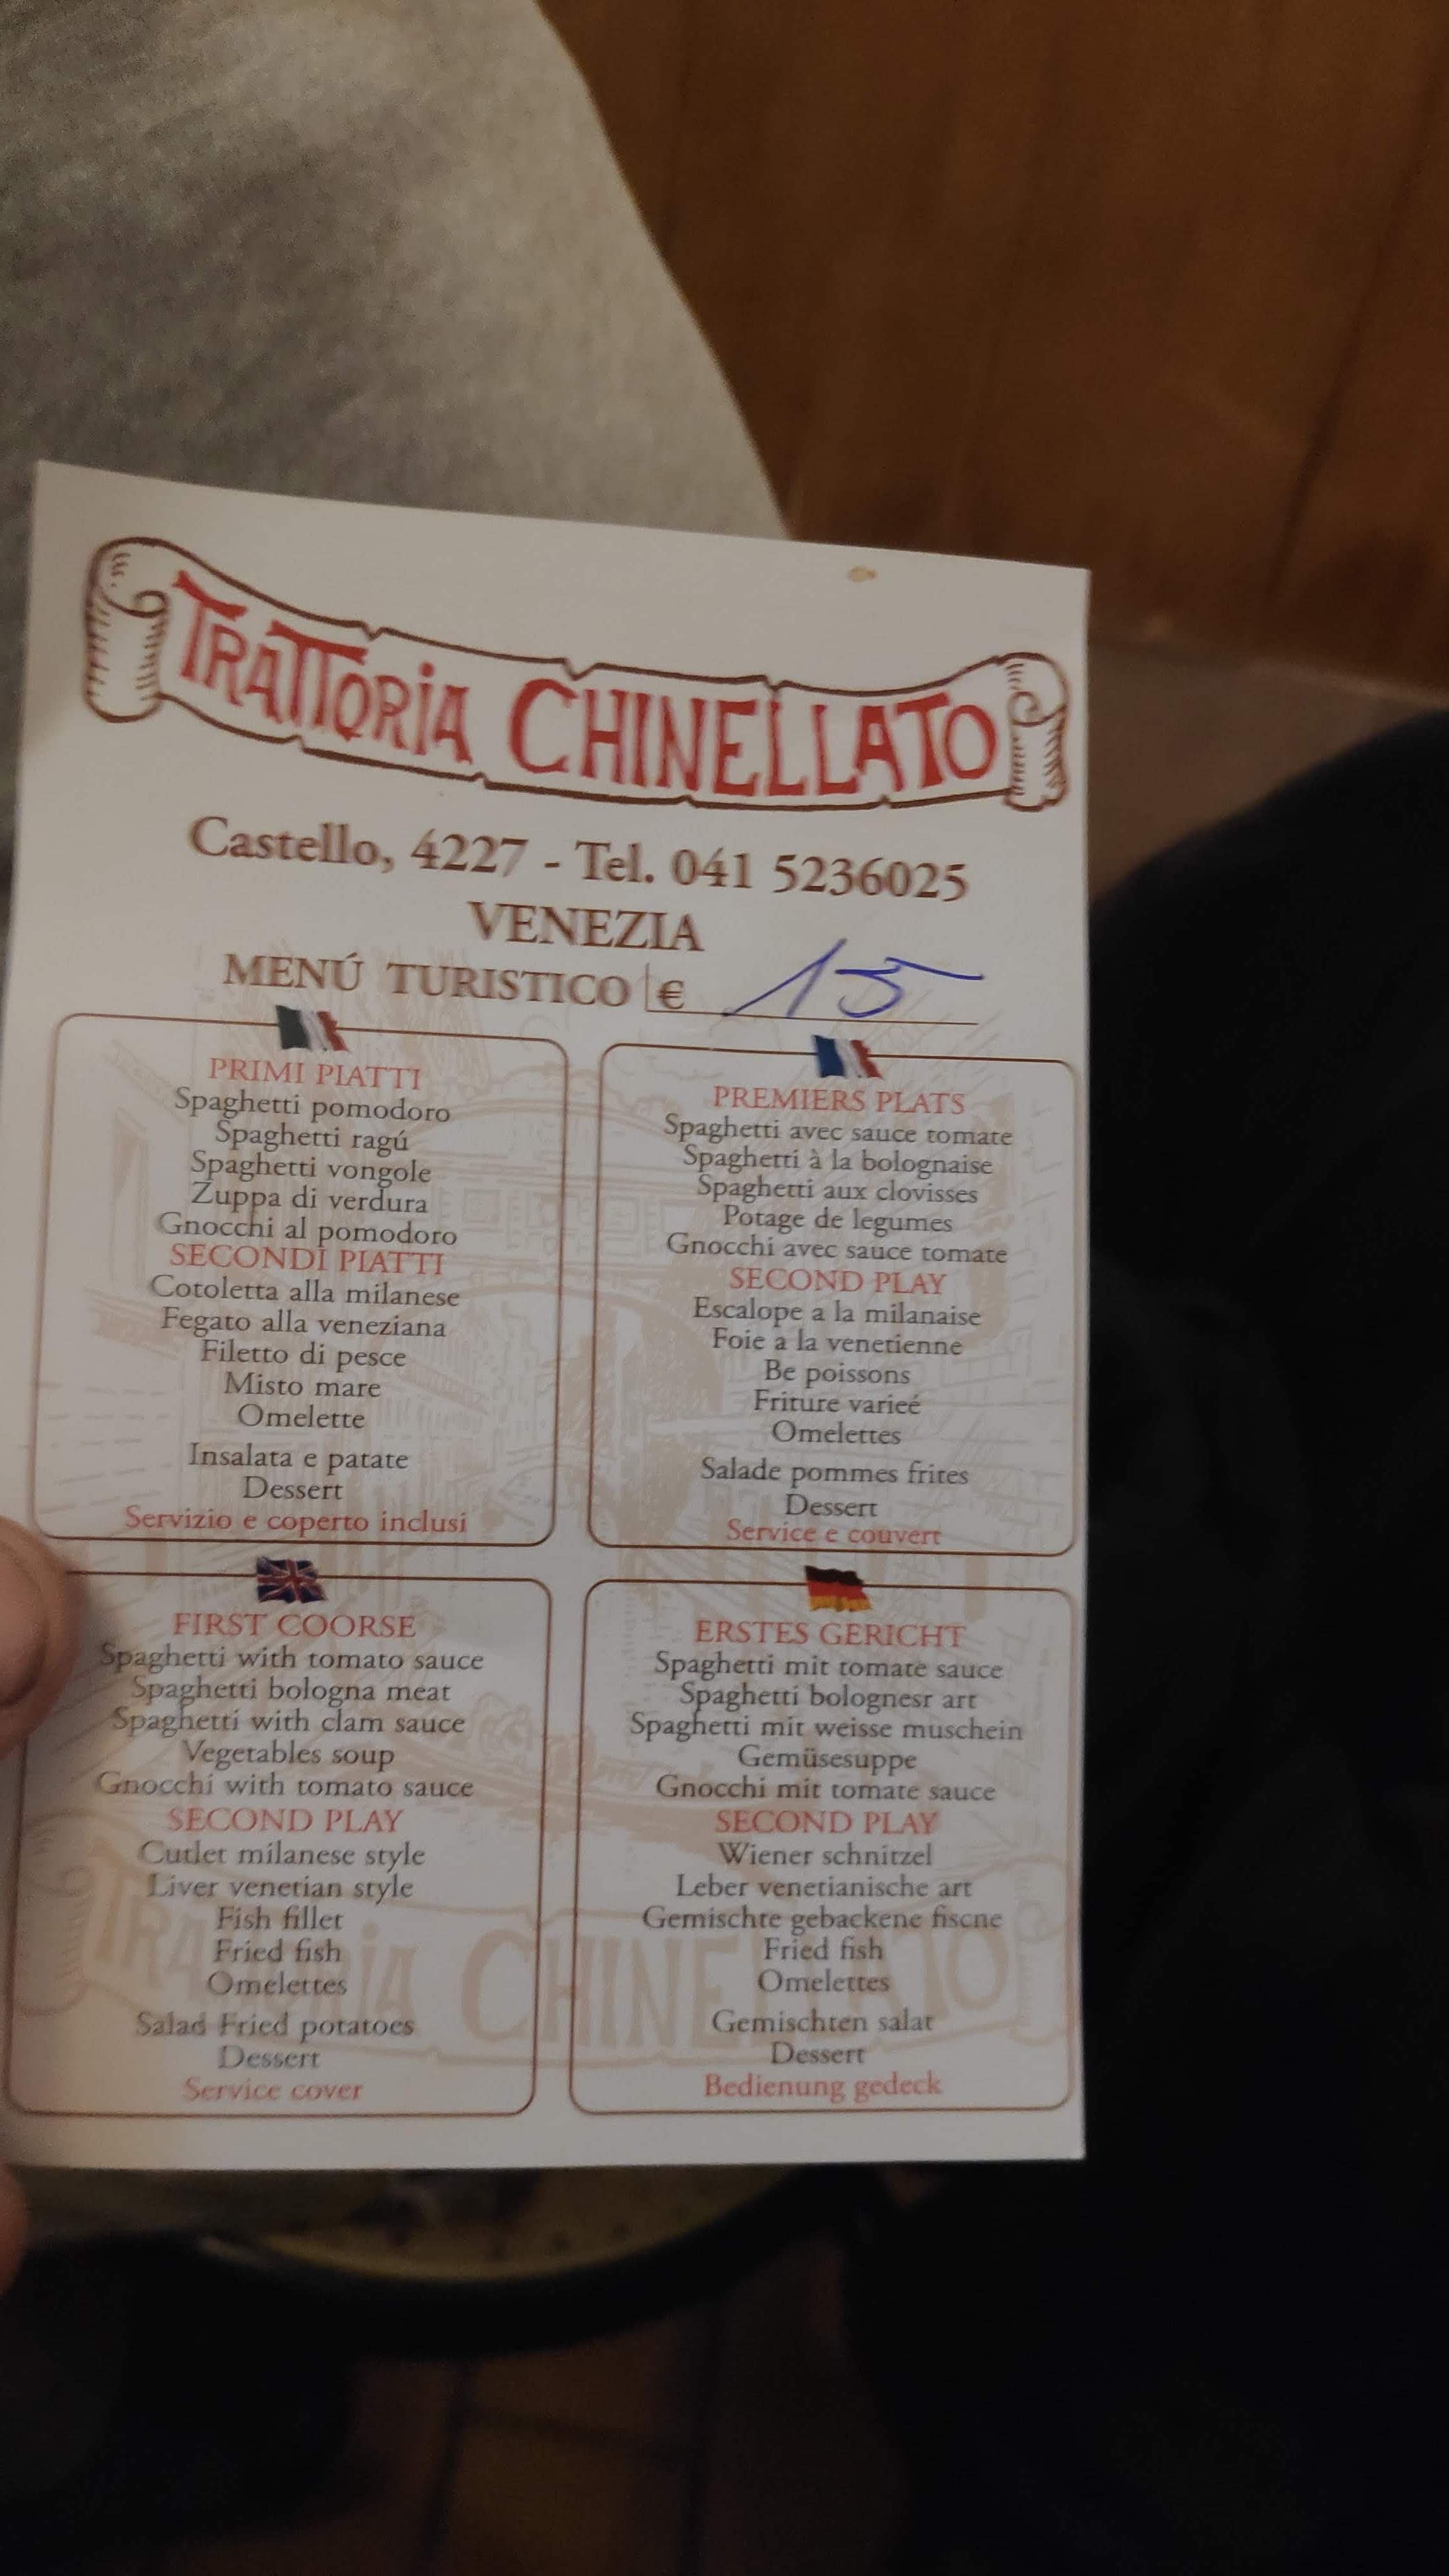 TRATTORiA CHINELLATO
Castello, 4227 - Tel. 041 5236025
VENEZIA
MENÚ TURISTICO € 15
PRIMI PIATTI
Spaghetti pomodoro
Spaghetti ragú
Spaghetti vongole
Zuppa di verdura
Gnocchi al pomodoro
SECONDI PIATTI
Cotoletta alla milanese
Fegato alla veneziana
Filetto di pesce
Misto mare
Omelette
Insalata e patate
Dessert
Servizio e coperto inclusi
PREMIERS PLATS
Spaghetti avec sauce tomate
Spaghetti à la bolognaise
Spaghetti aux clovisses
Potage de legumes
Gnocchi avec sauce tomate
SECOND PLAY
Escalope a la milanaise
Foie a la venetienne
Be poissons
Friture varieé
Omelettes
Salade pommes frites
Dessert
Service e couvert
FIRST COORSE
Spaghetti with tomato sauce
Spaghetti bologna meat
Spaghetti with clam sauce
Vegetables soup
Gnocchi with tomato sauce
SECOND PLAY
Cutlet milanese style
Liver venetian style
Fish fillet
Fried fish
Omelettes
Salad Fried potatoes
Dessert
Service cover
ERSTES GERICHT
Spaghetti mit tomate sauce
Spaghetti bolognesr art
Spaghetti mit weisse muschein
Gemüsesuppe
Gnocchi mit tomate sauce
SECOND PLAY
Wiener schnitzel
Leber venetianische art
Gemischte gebackene fiscne
Fried fish
Omelettes
Gemischten salat
Dessert
Bedienung gedeck
TRATTORiA CHINELLATO